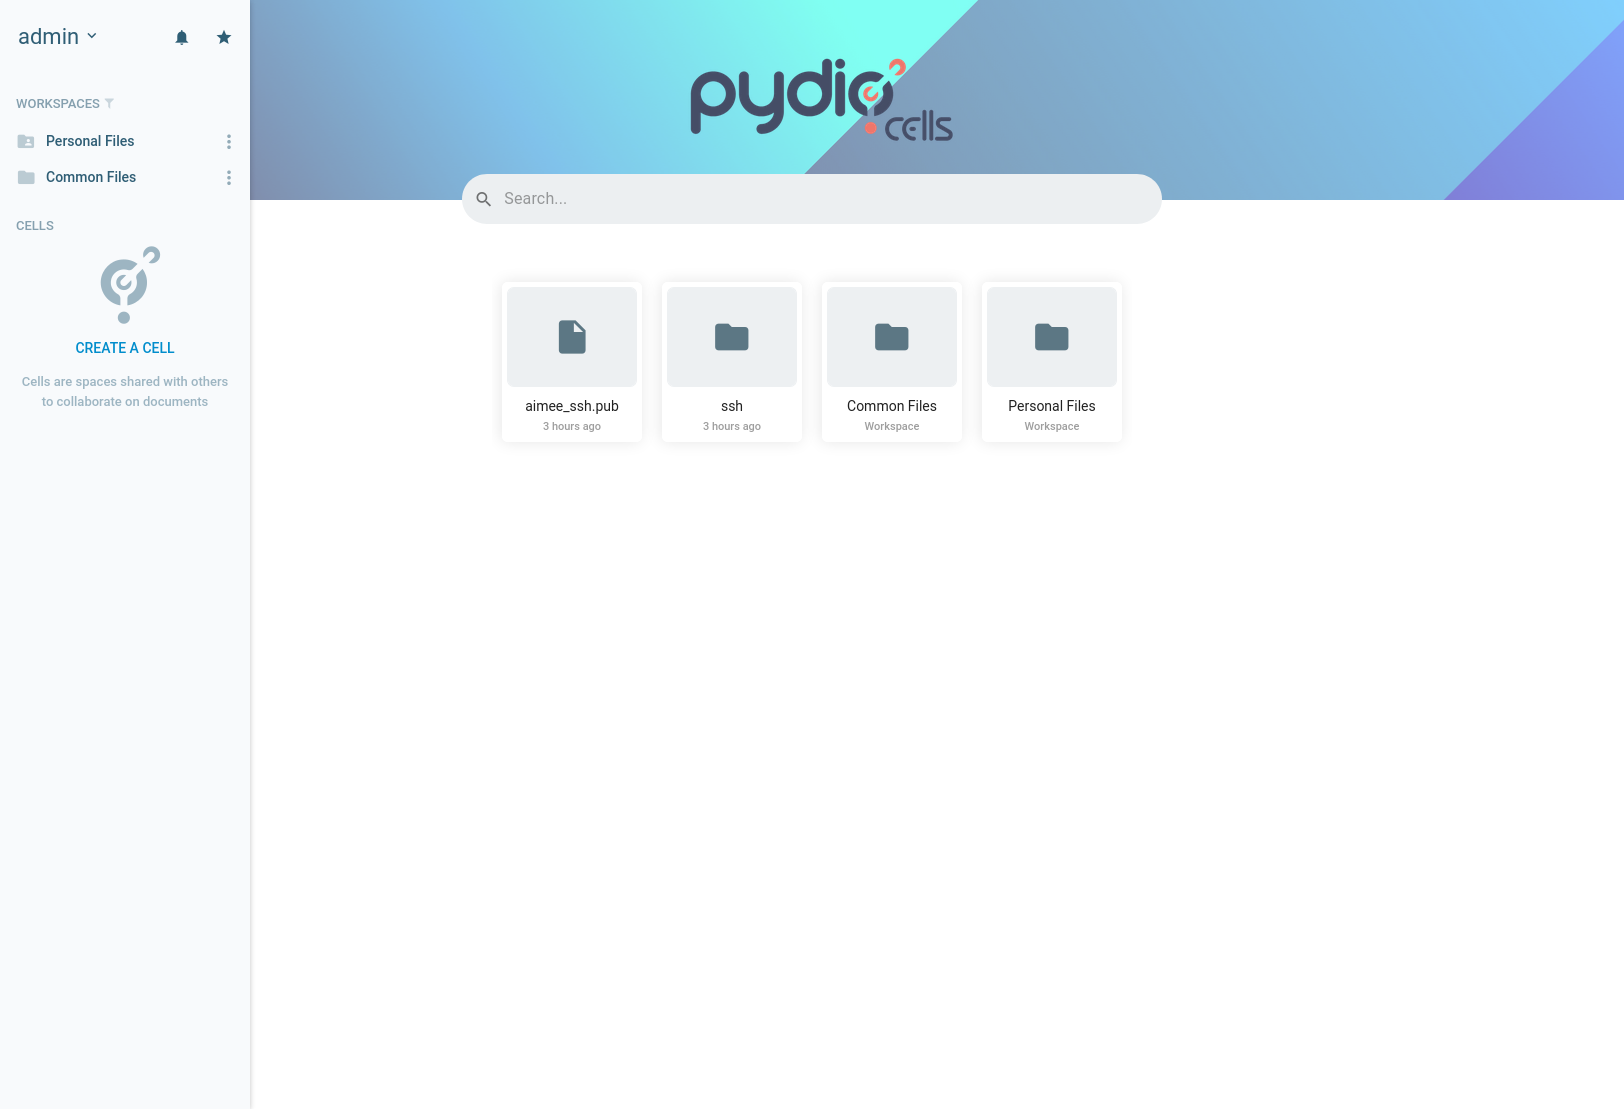 admin
WORKSPACES
Personal Files
Common Files
CELLS
CREATE A CELL
Cells are spaces shared with others
to collaborate on documents
pydio
cells
Search...
aimee_ssh.pub
3 hours ago
ssh
3 hours ago
Common Files
Workspace
Personal Files
Workspace